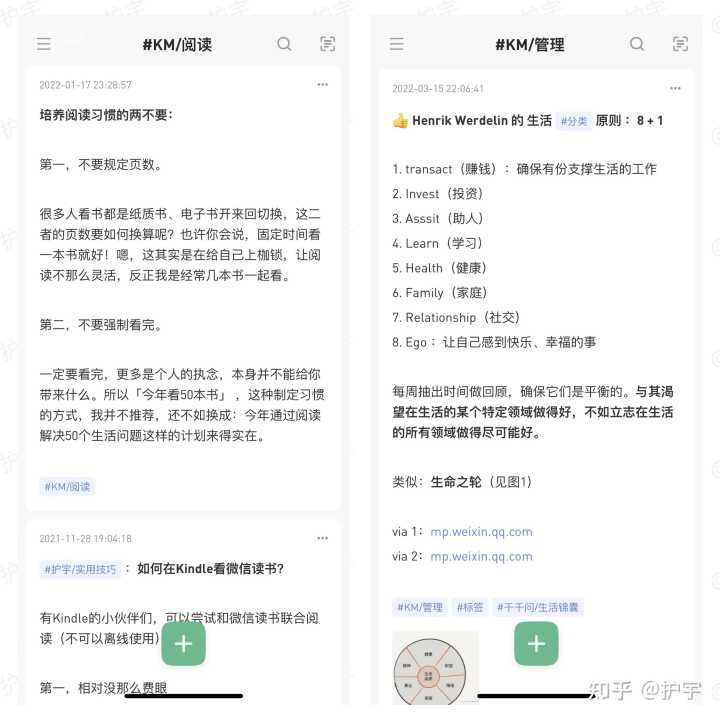 #KM/阅读
2022-01-17 23:28:57
培养阅读习惯的两不要:
第一，不要规定页数。
很多人看书都是纸质书、电子书开来回切换，这二
者的页数要如何换算呢？也许你会说，固定时间看
一本书就好！嗯，这其实是在给自己上枷锁，让阅
读不那么灵活，反正我是经常几本书一起看。
第二，不要强制看完。
一定要看完，更多是个人的执念，本身并不能给你
带来什么。所以「今年看50本书」，这种制定习惯
的方式，我并不推荐，还不如换成：今年通过阅读
解决50个生活问题这样的计划来得实在。
#KM/阅读
2021-11-28 19:04:18
#护宇/实用技巧 ：如何在Kindle看微信读书?
有Kindle的小伙伴们，可以尝试和微信读书联合阅
读（不可以离线使用）
第一，相对没那么费眼
#KM/管理
2022-03-15 22:06:41
👍 Henrik Werdelin 的 生活 #分类 原则 ：8 + 1
1. transact（赚钱）：确保有份支撑生活的工作
2. Invest（投资）
3. Asssit（助人）
4. Learn（学习）
5. Health（健康）
6. Family（家庭）
7. Relationship（社交）
8. Ego ：让自己感到快乐、幸福的事
每周抽出时间做回顾，确保它们是平衡的。与其渴
望在生活的某个特定领域做得好，不如立志在生活
的所有领域做得尽可能好。
类似：生命之轮（见图1）
via 1： mp.weixin.qq.com
via 2： mp.weixin.qq.com
#KM/管理 #标签 #千千问/生活锦囊
知乎 @护宇